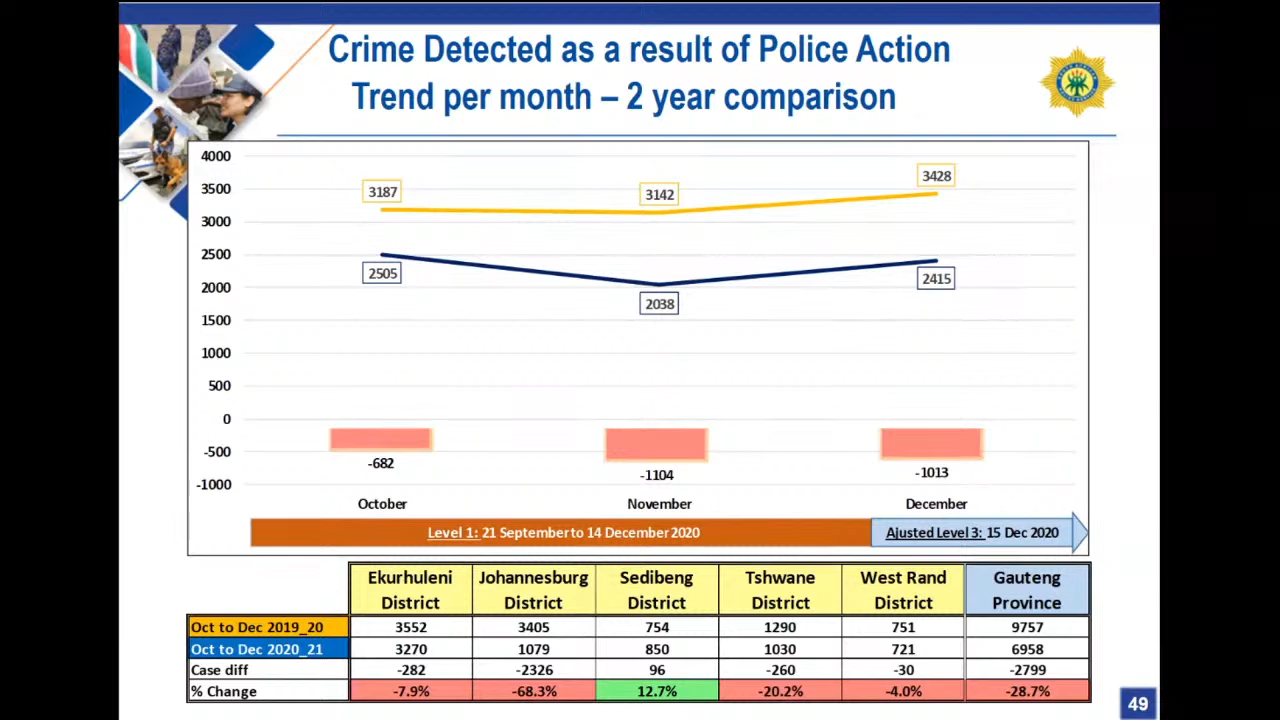 Crime Detected as a result of Police Action
Trend per month – 2 year comparison
4000
3500
3000
2500
2000
1500
1000
500
0
-500
-1000
3187
3142
3428
2505
2038
2415
-682
-1104
-1013
October
November
December
Level 1: 21 September to 14 December 2020
Ajusted Level 3: 15 Dec 2020
Ekurhuleni District
Johannesburg District
Sedibeng District
Tshwane District
West Rand District
Gauteng Province
Oct to Dec 2019_20 3552 3405 754 1290 751 9757
Oct to Dec 2020_21 3270 1079 850 1030 721 6958
Case diff -282 -2326 96 -260 -30 -2799
% Change -7.9% -68.3% 12.7% -20.2% -4.0% -28.7%
49